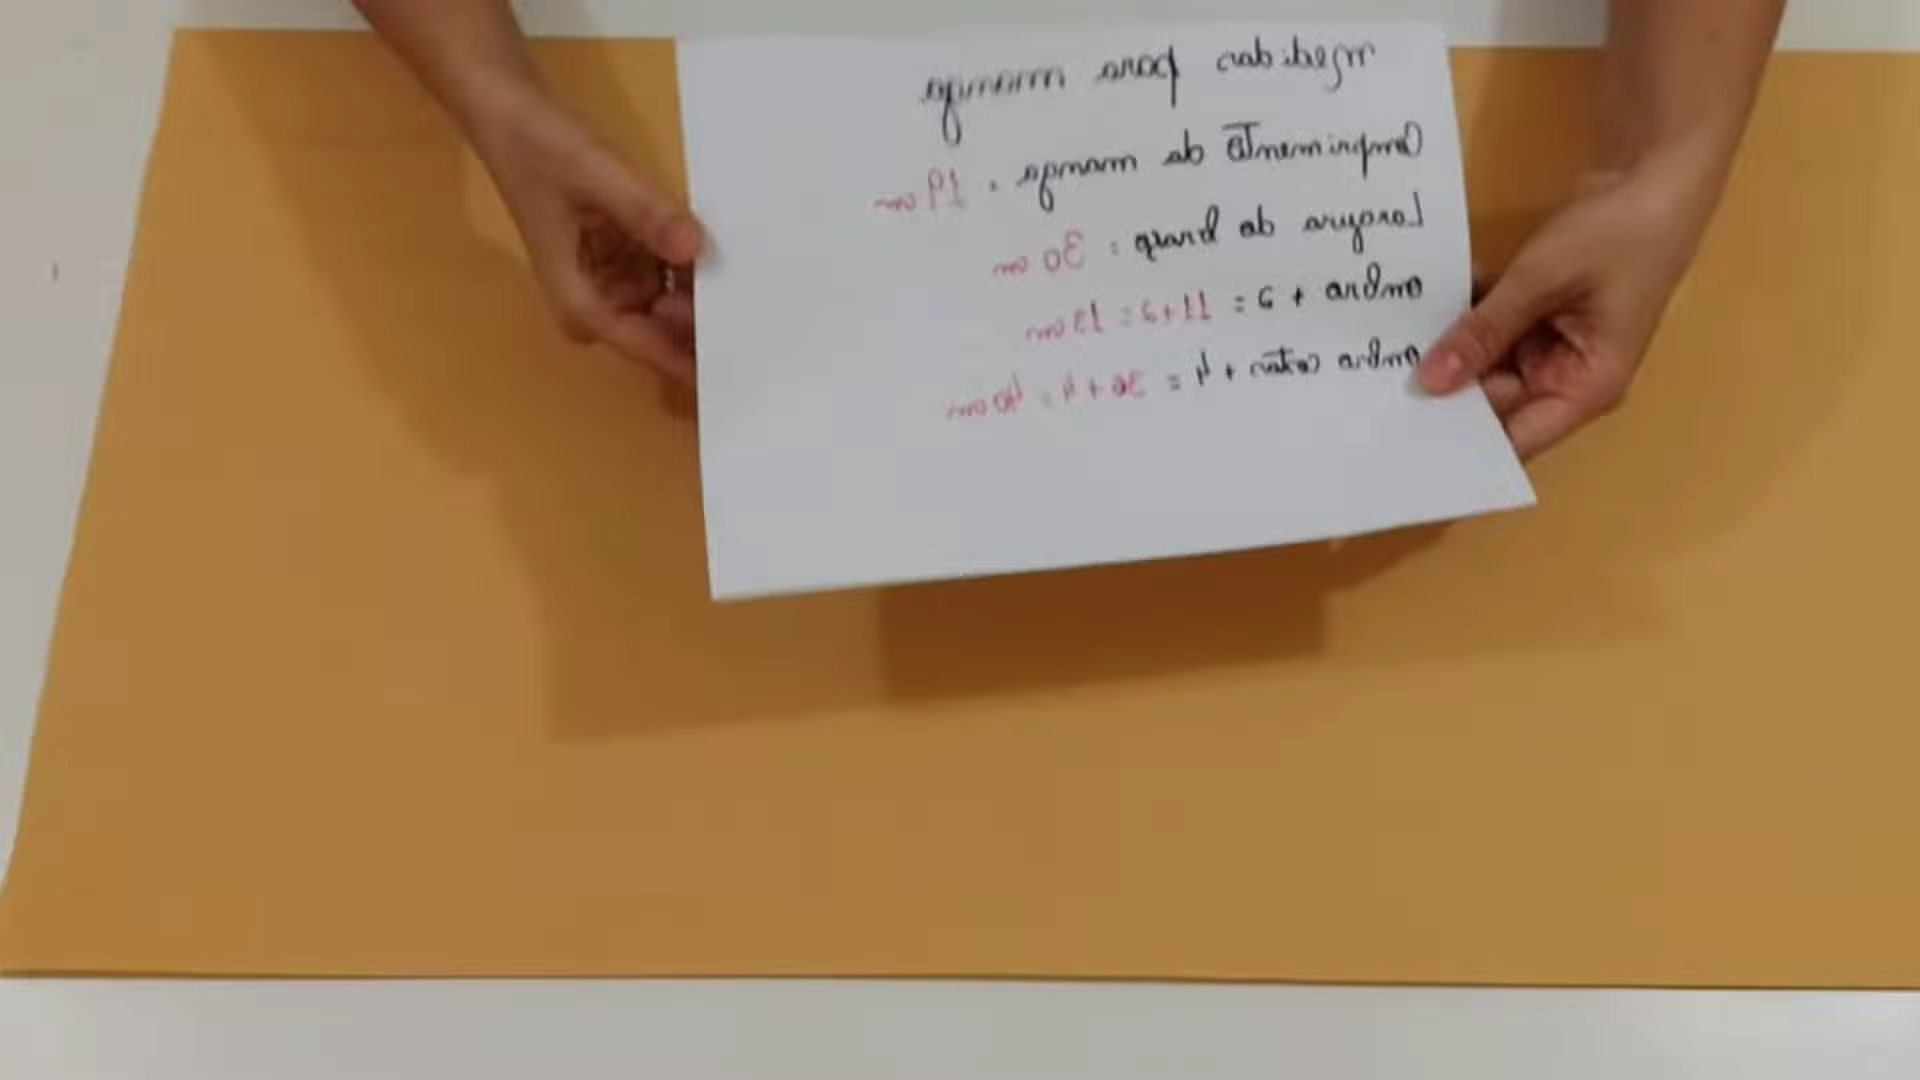 medidas para manga
Comprimento da manga: 19 cm
Largura do braço: 30 cm
Ombro + 2 = 11+2 = 13 cm
Ombro costas + 4 = 36 + 4 = 40 cm